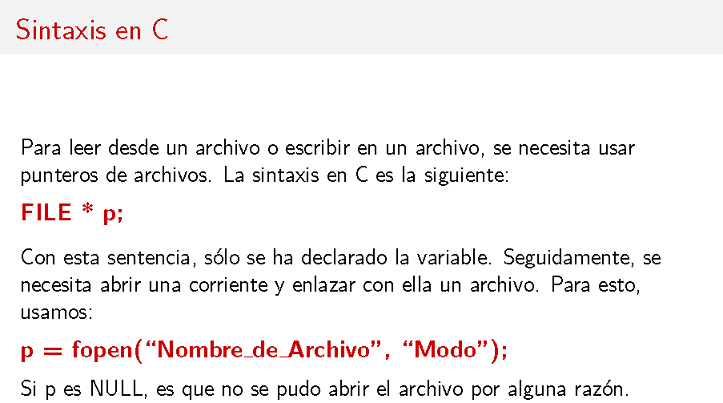 Sintaxis en C
Para leer desde un archivo o escribir en un archivo, se necesita usar
punteros de archivos. La sintaxis en C es la siguiente:
FILE * p;
Con esta sentencia, sólo se ha declarado la variable. Seguidamente, se
necesita abrir una corriente y enlazar con ella un archivo. Para esto,
usamos:
p = fopen(“Nombre_de_Archivo”, “Modo”);
Si p es NULL, es que no se pudo abrir el archivo por alguna razón.